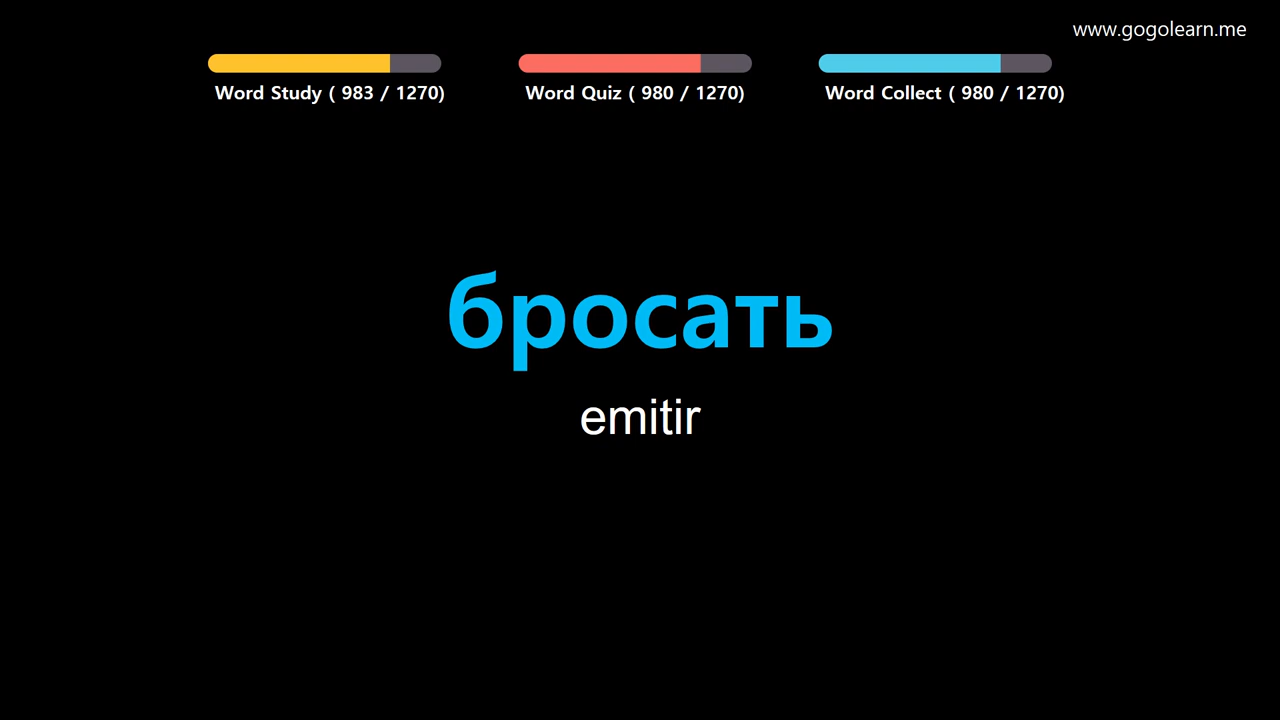 www.gogolearn.me
Word Study ( 983 / 1270)
Word Quiz ( 980 / 1270)
Word Collect ( 980 / 1270)
бросать
emitir